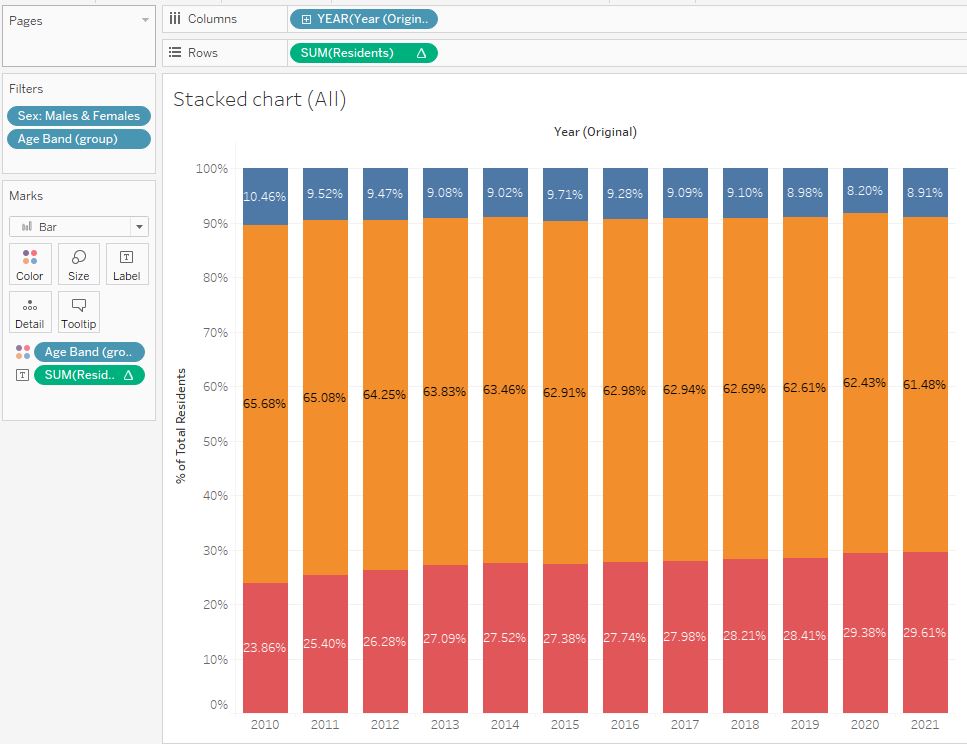 Pages
Columns
YEAR(Year (Origin..
Rows
SUM(Residents)
Filters
Sex: Males & Females
Age Band (group)
Marks
Bar
Color
Size
Label
Detail
Tooltip
Age Band (gro..
SUM(Resid..
Stacked chart (All)
Year (Original)
% of Total Residents
100%
90%
80%
70%
60%
50%
40%
30%
20%
10%
0%
10.46% 9.52% 9.47% 9.08% 9.02% 9.71% 9.28% 9.09% 9.10% 8.98% 8.20% 8.91%
65.68% 65.08% 64.25% 63.83% 63.46% 62.91% 62.98% 62.94% 62.69% 62.61% 62.43% 61.48%
23.86% 25.40% 26.28% 27.09% 27.52% 27.38% 27.74% 27.98% 28.21% 28.41% 29.38% 29.61%
2010 2011 2012 2013 2014 2015 2016 2017 2018 2019 2020 2021